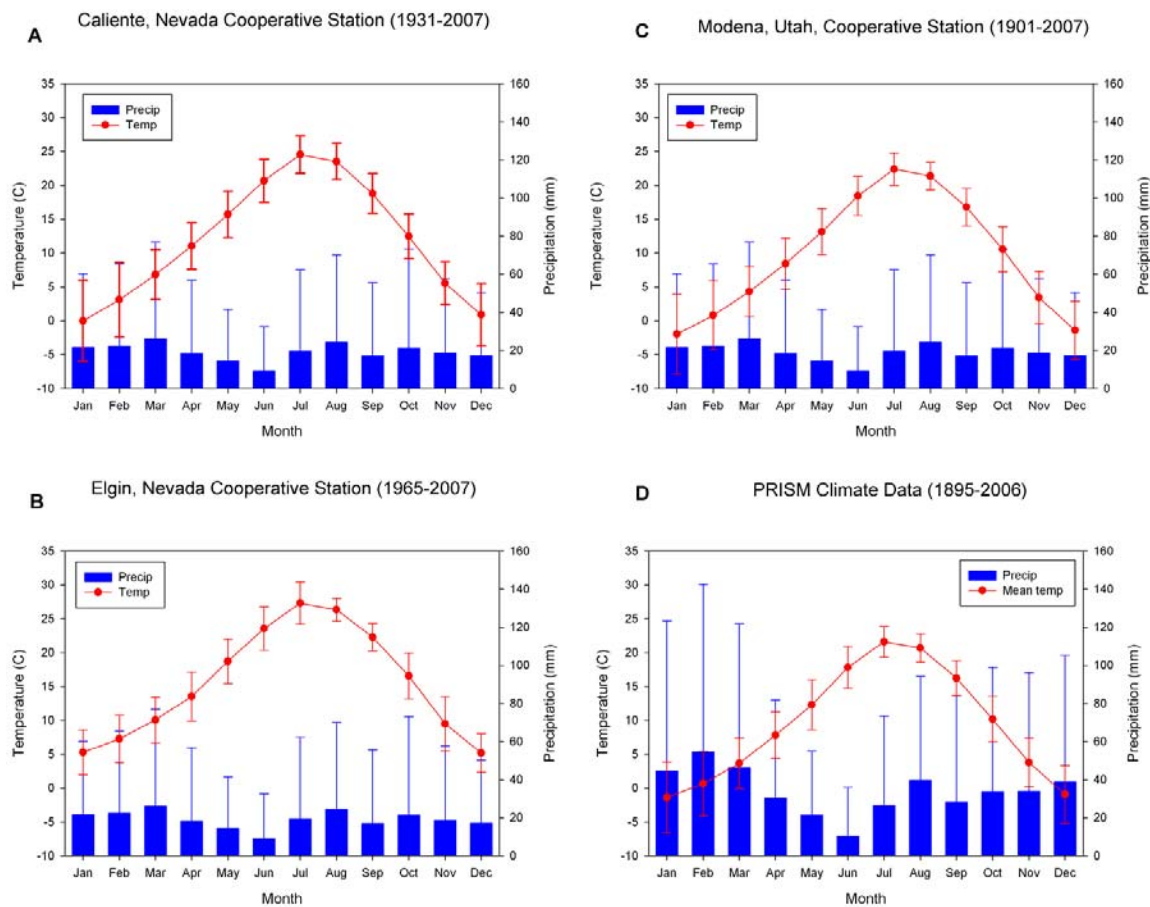 A
Caliente, Nevada Cooperative Station (1931-2007)
Precip
Temp
Temperature (C)
35
30
25
20
15
10
5
0
-5
-10
Precipitation (mm)
160
140
120
100
80
60
40
20
0
Jan Feb Mar Apr May Jun Jul Aug Sep Oct Nov Dec
Month
C
Modena, Utah, Cooperative Station (1901-2007)
Precip
Temp
Temperature (C)
35
30
25
20
15
10
5
0
-5
-10
Precipitation (mm)
160
140
120
100
80
60
40
20
0
Jan Feb Mar Apr May Jun Jul Aug Sep Oct Nov Dec
Month
B
Elgin, Nevada Cooperative Station (1965-2007)
Precip
Temp
Temperature (C)
35
30
25
20
15
10
5
0
-5
-10
Precipitation (mm)
160
140
120
100
80
60
40
20
0
Jan Feb Mar Apr May Jun Jul Aug Sep Oct Nov Dec
Month
D
PRISM Climate Data (1895-2006)
Precip
Mean temp
Temperature (C)
35
30
25
20
15
10
5
0
-5
-10
Precipitation (mm)
160
140
120
100
80
60
40
20
0
Jan Feb Mar Apr May Jun Jul Aug Sep Oct Nov Dec
Month